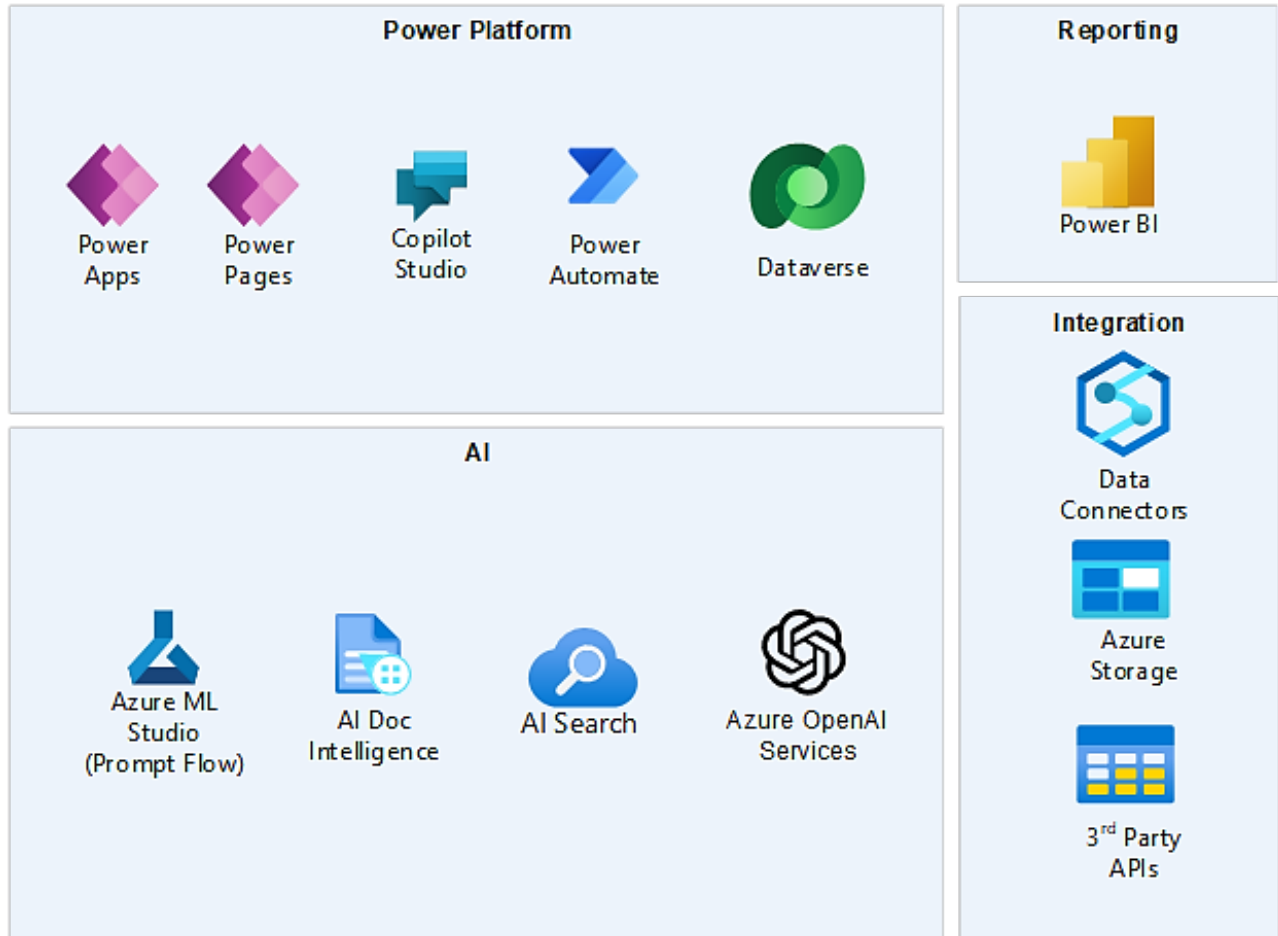 Power Platform
Power
Apps
Power
Pages
Copilot
Studio
Power
Automate
Dataverse
Reporting
Power BI
AI
Azure ML
Studio
(Prompt Flow)
AI Doc
Intelligence
AI Search
Azure OpenAI
Services
Integration
Data
Connectors
Azure
Storage
3rd Party
APIs